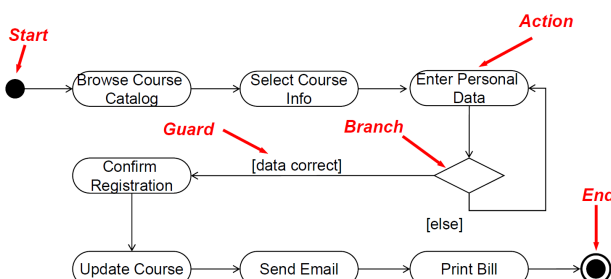 Start
Action
Browse Course
Catalog
Select Course
Info
Enter Personal
Data
Guard
Branch
[data correct]
Confirm
Registration
[else]
End
Update Course
Send Email
Print Bill